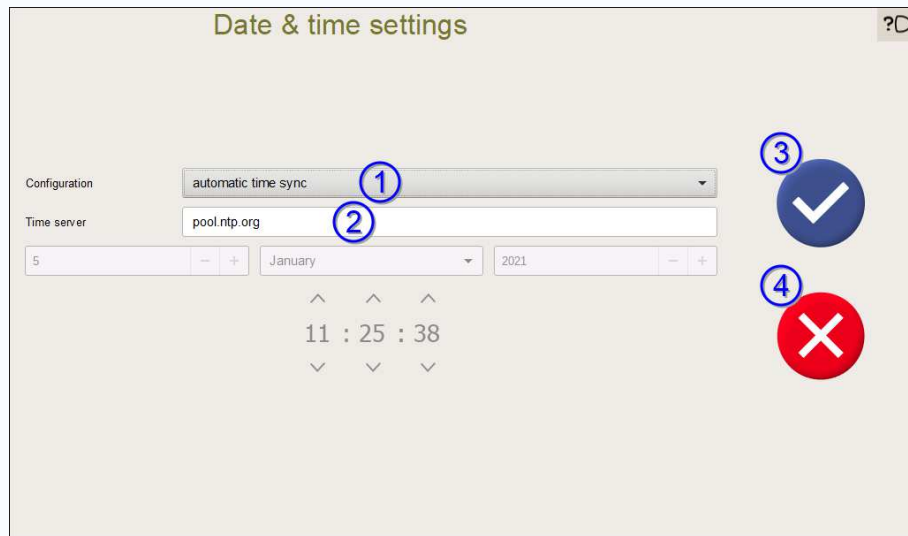 Date & time settings
?
3
Configuration
automatic time sync
1
Time server
pool.ntp.org
2
5 - + January 2021 - +
4
11 : 25 : 38